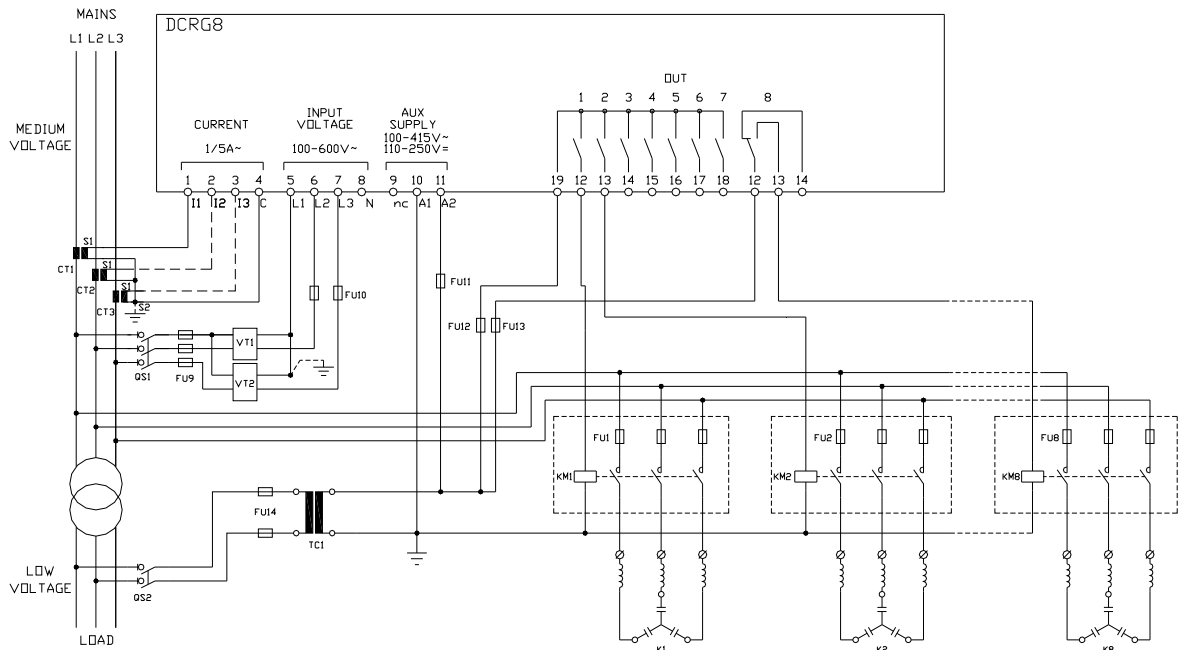 MAINS
L1 L2 L3
DCRG8
MEDIUM
VOLTAGE
CURRENT
1/5A~
INPUT
VOLTAGE
100-600V~
AUX
SUPPLY
100-415V~
110-250V=
OUT
1 2 3 4 5 6 7 8
1 2 3 4 5 6 7 8 9 10 11 19 12 13 14 15 16 17 18 12 13 14
I1 I2 I3 C L1 L2 L3 N nc A1 A2
S1
CT1
S1
CT2
S1
CT3
S2
FU10
FU11
FU12
FU13
VT1
VT2
QS1
FU9
FU1
FU2
FU8
KM1
KM2
KM8
FU14
TC1
LOW
VOLTAGE
QS2
LOAD
K1
K2
K8